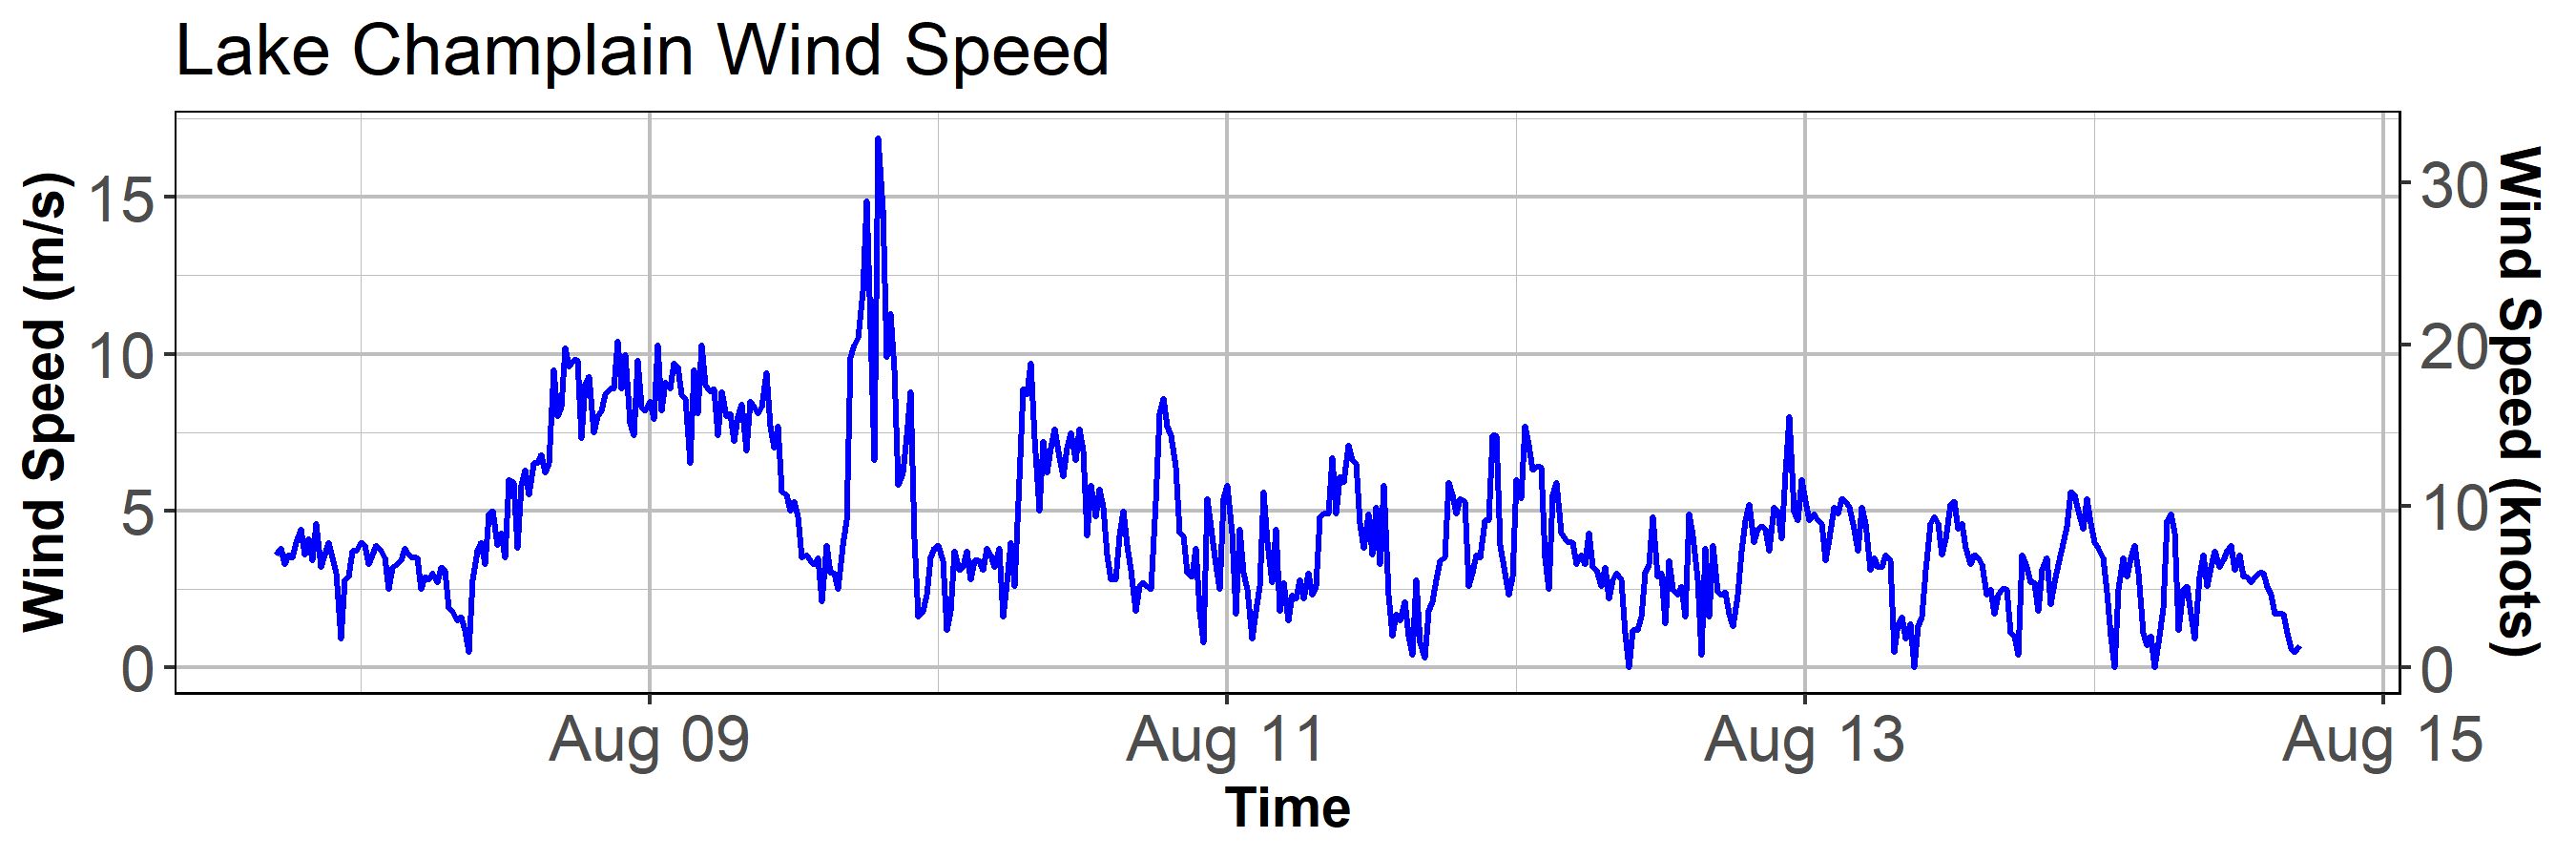 Lake Champlain Wind Speed
Wind Speed (m/s)
15
10
5
0
30
20
10
0
Wind Speed (knots)
Aug 09
Aug 11
Aug 13
Aug 15
Time